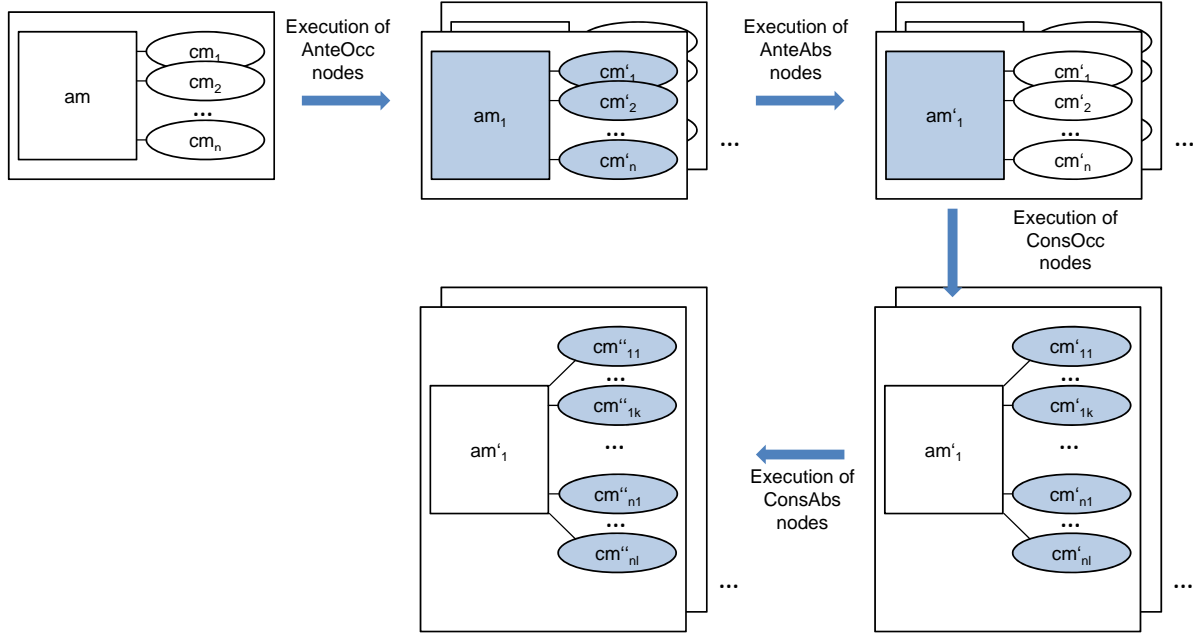 am
cm1
cm2
...
cmn
Execution of
AnteOcc
nodes
am1
cm‘1
cm‘2
...
cm‘n
...
Execution of
AnteAbs
nodes
am‘1
cm‘1
cm‘2
...
cm‘n
...
Execution of
ConsOcc
nodes
am‘1
cm‘11
...
cm‘1k
...
cm‘n1
...
cm‘nl
...
Execution of
ConsAbs
nodes
am‘1
cm‘‘11
...
cm‘‘1k
...
cm‘‘n1
...
cm‘‘nl
...